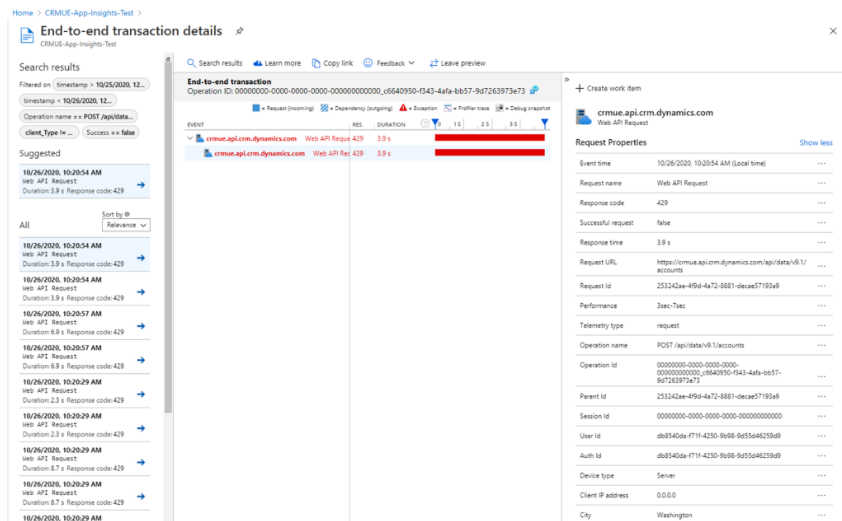 Home > CRMUE-App-Insights-Test >
End-to-end transaction details
CRMUE-App-Insights-Test
Search results
Filtered on
timestamp > 10/25/2020, 12...
timestamp < 10/26/2020, 12...
Operation name == POST /api/data...
client_Type != ...
Success == false
Suggested
10/26/2020, 10:20:54 AM
Web API Request
Duration: 3.9 s Response code: 429
Sort by
All
Relevance
10/26/2020, 10:20:54 AM
Web API Request
Duration: 3.9 s Response code: 429
10/26/2020, 10:20:54 AM
Web API Request
Duration: 3.9 s Response code: 429
10/26/2020, 10:20:57 AM
Web API Request
Duration: 6.9 s Response code: 429
10/26/2020, 10:20:57 AM
Web API Request
Duration: 6.9 s Response code: 429
10/26/2020, 10:20:29 AM
Web API Request
Duration: 2.3 s Response code: 429
10/26/2020, 10:20:29 AM
Web API Request
Duration: 2.3 s Response code: 429
10/26/2020, 10:20:29 AM
Web API Request
Duration: 8.7 s Response code: 429
10/26/2020, 10:20:29 AM
Web API Request
Duration: 8.7 s Response code: 429
10/26/2020, 10:20:29 AM
Search results
Learn more
Copy link
Feedback
Leave preview
End-to-end transaction
Operation ID: 00000000-0000-0000-0000-000000000000_c6640950-f343-4afa-bb57-9d7263973e73
= Request (incoming)
= Dependency (outgoing)
= Exception
= Profiler trace
= Debug snapshot
EVENT RES. DURATION 0 1 S 2 S 3 S
crmue.api.crm.dynamics.com Web API Reque 429 3.9 s
crmue.api.crm.dynamics.com Web API Rec 429 3.9 s
Create work item
crmue.api.crm.dynamics.com
Web API Request
Request Properties
Show less
Event time 10/26/2020, 10:20:54 AM (Local time)
Request name Web API Request
Response code 429
Successful request false
Response time 3.9 s
Request URL https://crmue.api.crm.dynamics.com/api/data/v9.1/
accounts
Request Id 253242ae-4f9d-4a72-8881-decae57193a9
Performance 3sec-7sec
Telemetry type request
Operation name POST /api/data/v9.1/accounts
Operation Id 00000000-0000-0000-0000-
000000000000_c6640950-f343-4afa-bb57-
9d7263973e73
Parent Id 253242ae-4f9d-4a72-8881-decae57193a9
Session Id 00000000-0000-0000-0000-000000000000
User Id db8540da-f71f-4250-9b98-9d55d46259d9
Auth Id db8540da-f71f-4250-9b98-9d55d46259d9
Device type Server
Client IP address 0.0.0.0
City Washington